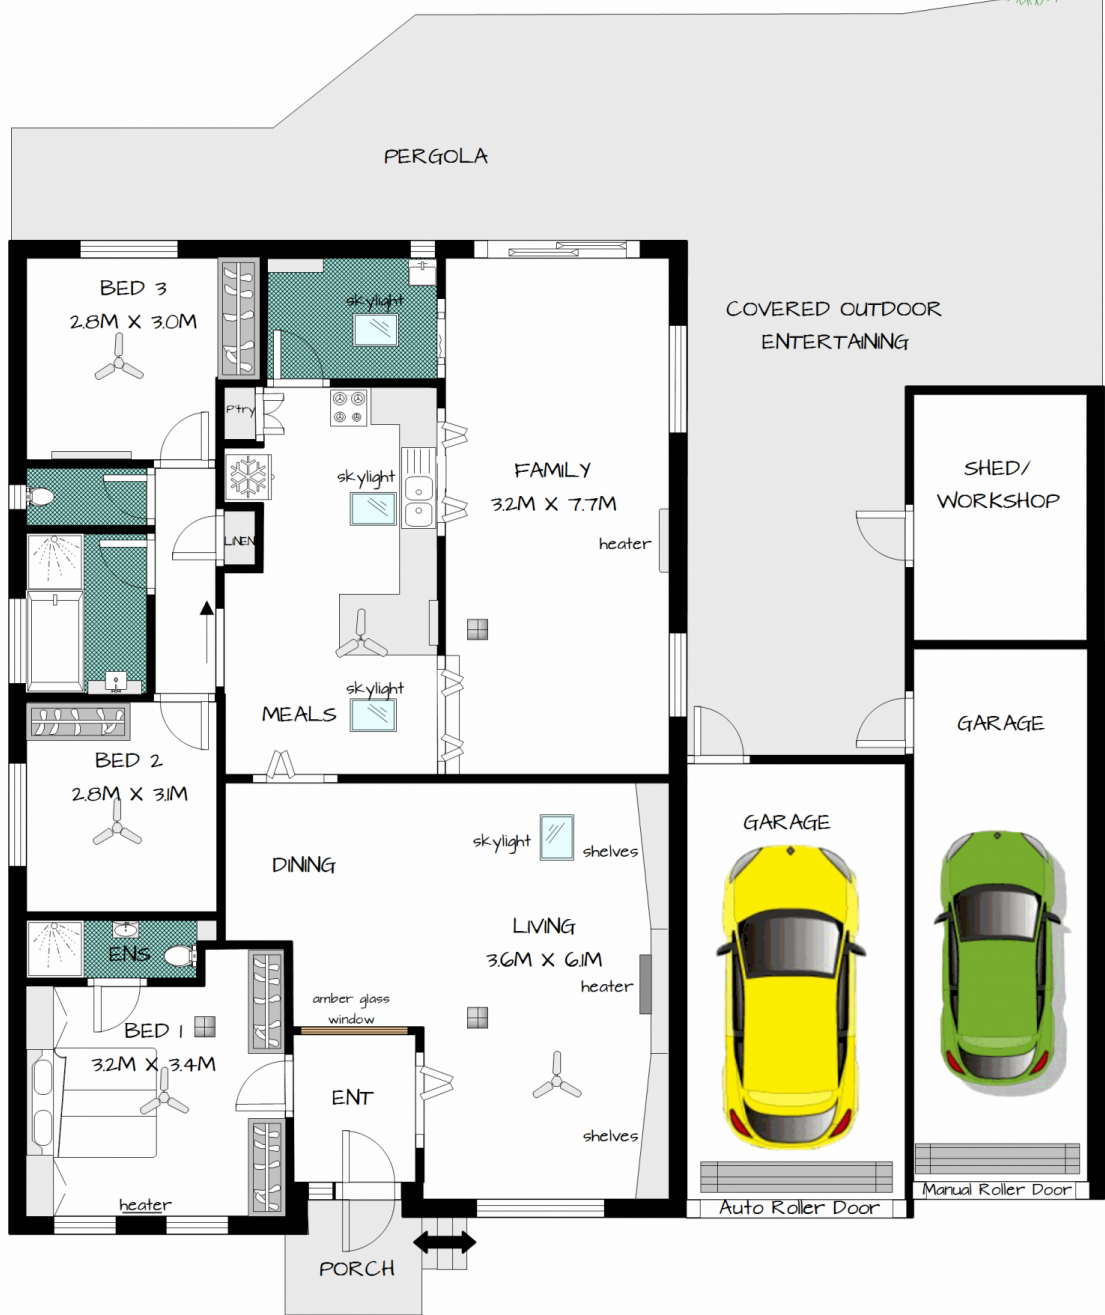 PERGOLA
BED 3
2.8M X 3.0M
skylight
COVERED OUTDOOR
ENTERTAINING
P'try
skylight
FAMILY
3.2M X 7.7M
heater
SHED/
WORKSHOP
LINEN
skylight
MEALS
GARAGE
BED 2
2.8M X 3.1M
GARAGE
skylight
shelves
DINING
LIVING
3.6M X 6.1M
heater
ENS
amber glass
window
BED 1
3.2M X 3.4M
ENT
shelves
heater
Manual Roller Door
Auto Roller Door
PORCH